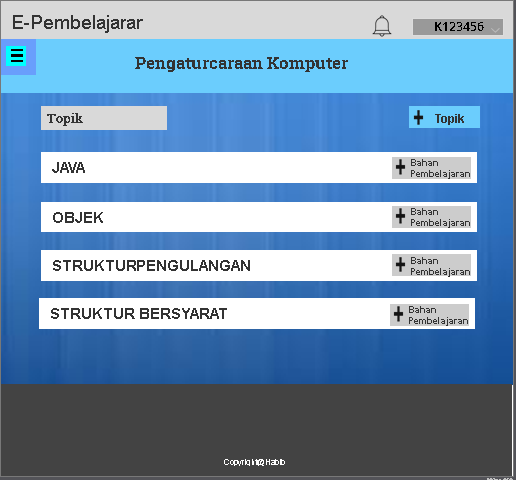 E-Pembelajarar
K123456
Pengaturcaraan Komputer
Topik
Topik
JAVA
Bahan
Pembelajaran
OBJEK
Bahan
Pembelajaran
STRUKTURPENGULANGAN
Bahan
Pembelajaran
STRUKTUR BERSYARAT
Bahan
Pembelajaran
Habib